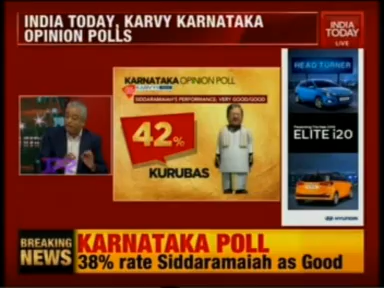 INDIA TODAY, KARVY KARNATAKA
OPINION POLLS
INDIA
TODAY
LIVE
KARNATAKA OPINION POLL
SIDDARAMAIAH'S PERFORMANCE, VERY GOOD/GOOD
42%
KURUBAS
HEAD TURNER
ELITE i20
HYUNDAI
BREAKING
NEWS
KARNATAKA POLL
38% rate Siddaramaiah as Good